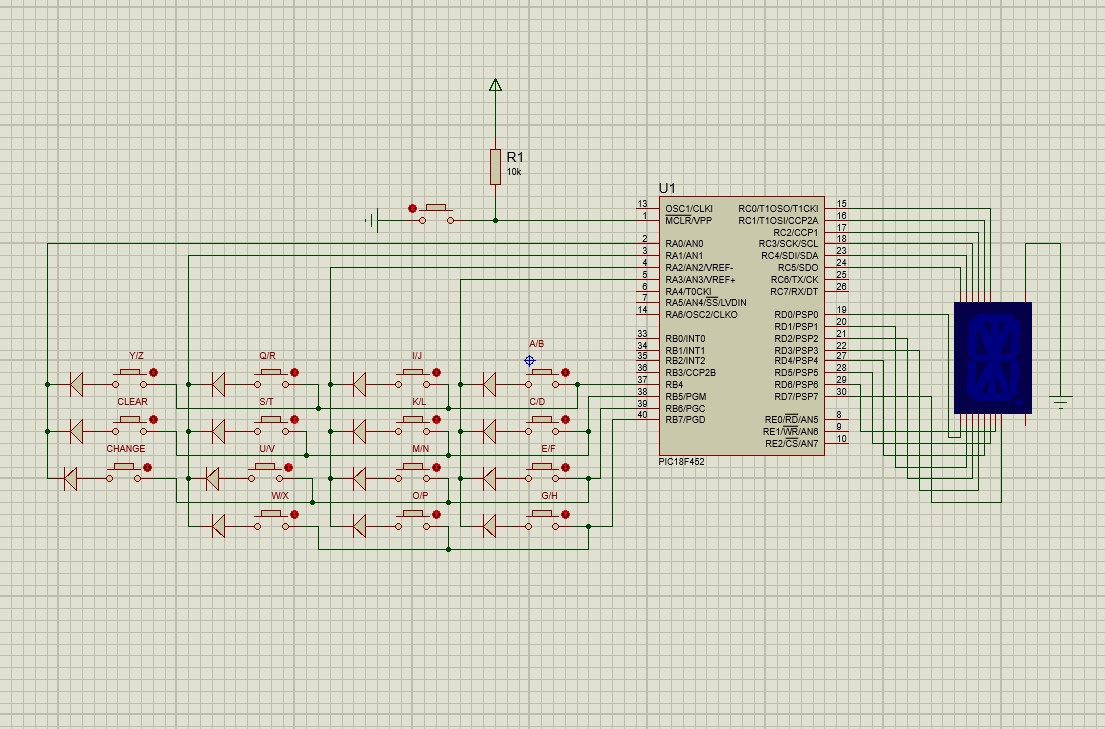 R1
10k
U1
13 OSC1/CLKI RC0/T1OSO/T1CKI 15
1 MCLR/VPP RC1/T1OSI/CCP2A 16
RC2/CCP1 17
2 RA0/AN0 RC3/SCK/SCL 18
3 RA1/AN1 RC4/SDI/SDA 23
4 RA2/AN2/VREF- RC5/SDO 24
5 RA3/AN3/VREF+ RC6/TX/CK 25
6 RA4/T0CKI RC7/RX/DT 26
7 RA5/AN4/SS/LVDIN
14 RA6/OSC2/CLKO RD0/PSP0 19
RD1/PSP1 20
33 RB0/INT0 RD2/PSP2 21
34 RB1/INT1 RD3/PSP3 22
35 RB2/INT2 RD4/PSP4 27
36 RB3/CCP2B RD5/PSP5 28
37 RB4 RD6/PSP6 29
38 RB5/PGM RD7/PSP7 30
39 RB6/PGC
40 RB7/PGD RE0/RD/AN5 8
RE1/WR/AN6 9
RE2/CS/AN7 10
PIC18F452
Y/Z Q/R I/J A/B
CLEAR S/T K/L C/D
CHANGE U/V M/N E/F
W/X O/P G/H